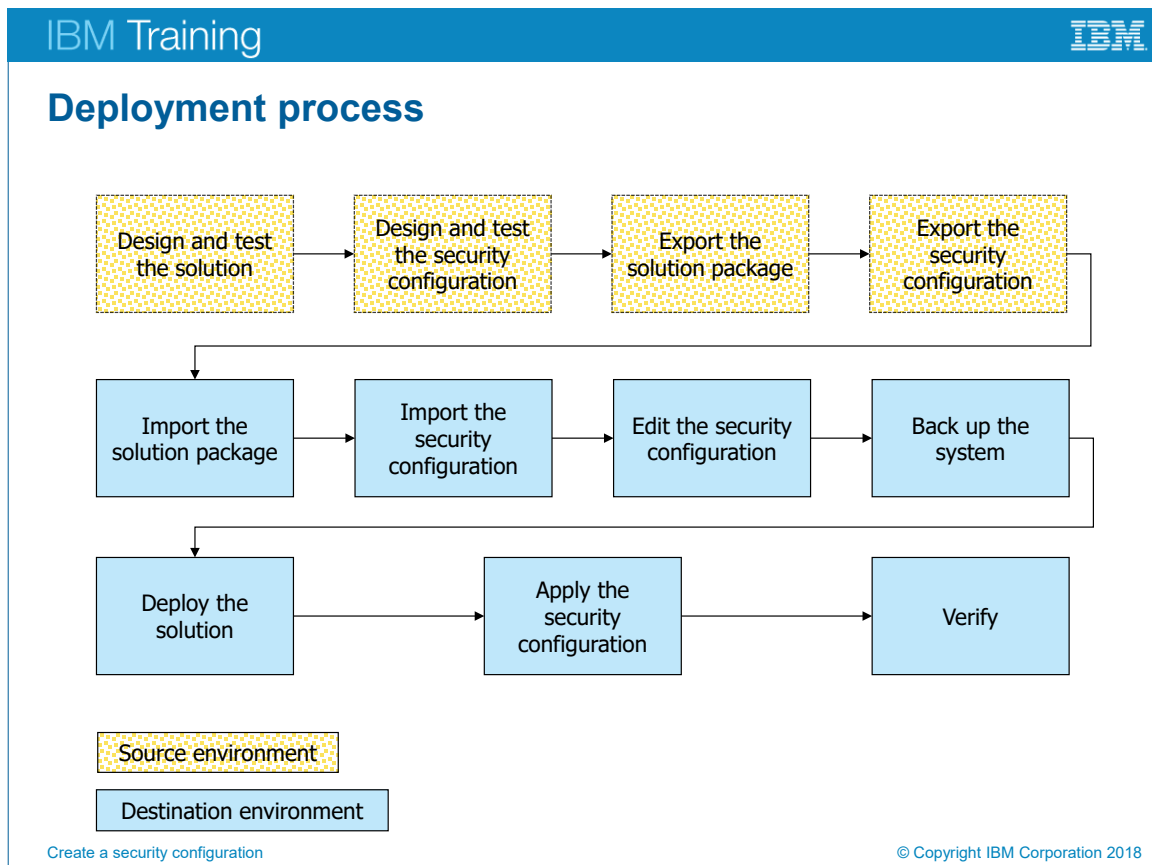 IBM Training
IBM
Deployment process
Design and test
the solution
Design and test
the security
configuration
Export the
solution package
Export the
security
configuration
Import the
solution package
Import the
security
configuration
Edit the security
configuration
Back up the
system
Deploy the
solution
Apply the
security
configuration
Verify
Source environment
Destination environment
Create a security configuration
© Copyright IBM Corporation 2018